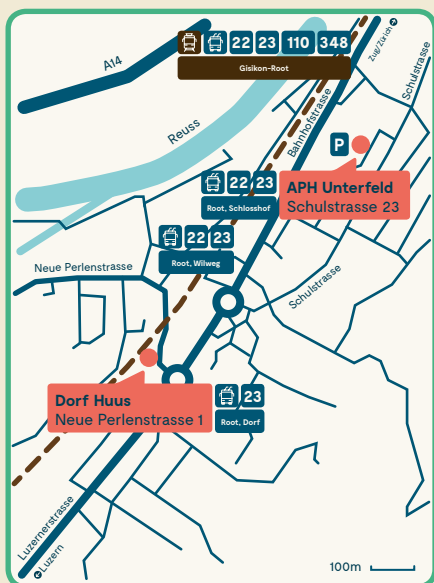 A14
22 23 110 348
Gisikon-Root
Zug/Zürich
Schulstrasse
Reuss
Bahnhofstrasse
P
22 23
Root, Schlosshof
APH Unterfeld
Schulstrasse 23
22 23
Root, Wilweg
Neue Perlenstrasse
Schulstrasse
Dorf Huus
Neue Perlenstrasse 1
23
Root, Dorf
Luzernerstrasse
Luzern
100m